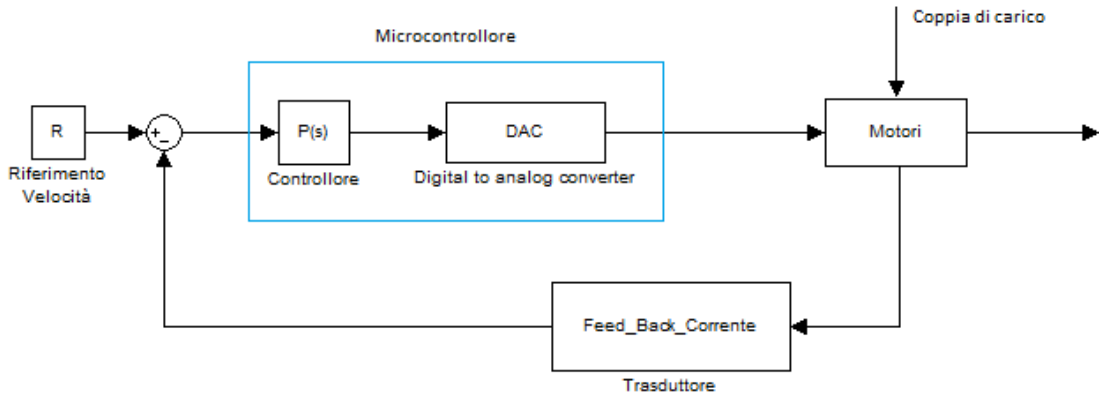 Coppia di carico
Microcontrollore
R
+
−
P(s)
DAC
Motori
Riferimento
Velocità
Controllore
Digital to analog converter
Feed_Back_Corrente
Trasduttore